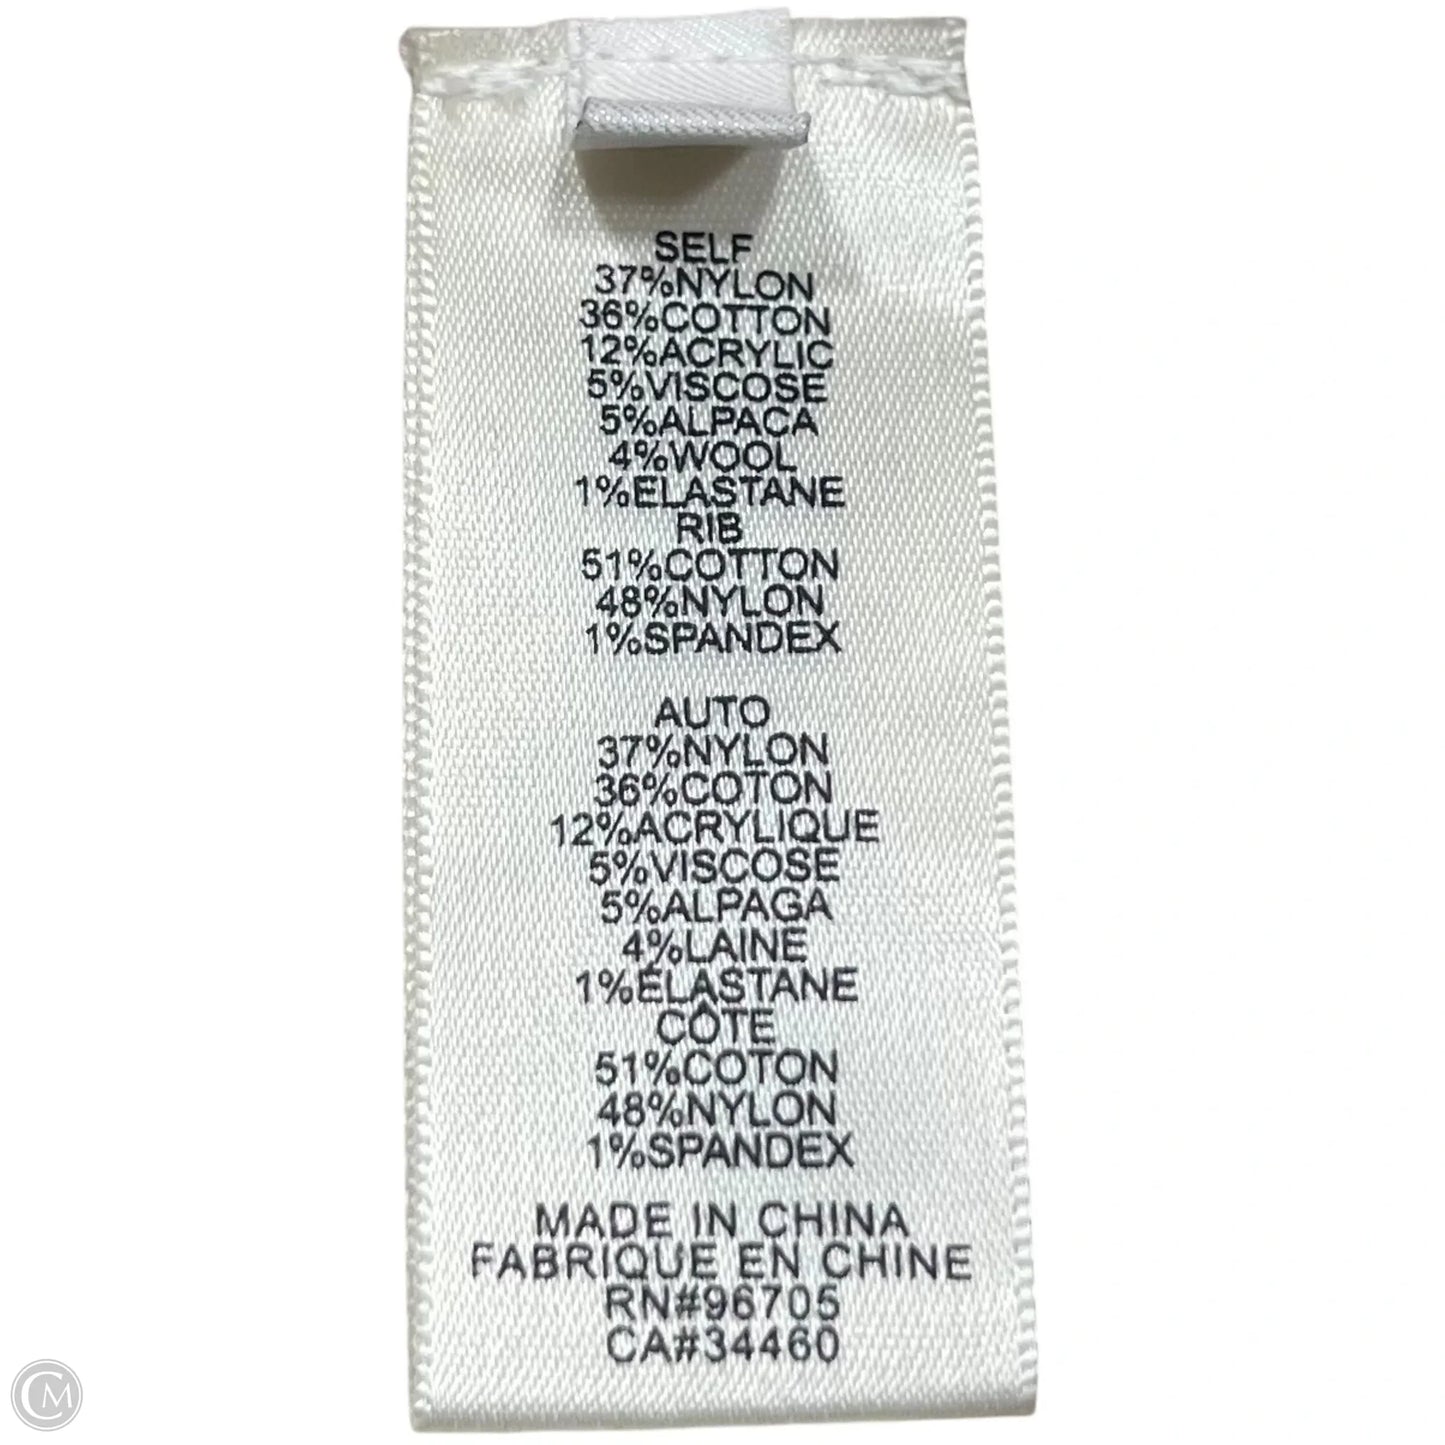 SELF
37%NYLON
36%COTTON
12%ACRYLIC
5%VISCOSE
5%ALPACA
4%WOOL
1%ELASTANE
RIB
51%COTTON
48%NYLON
1%SPANDEX
AUTO
37%NYLON
36%COTON
12%ACRYLIQUE
5%VISCOSE
5%ALPAGA
4%LAINE
1%ÉLASTANE
CÔTE
51%COTON
48%NYLON
1%SPANDEX
MADE IN CHINA
FABRIQUE EN CHINE
RN#96705
CA#34460
CM